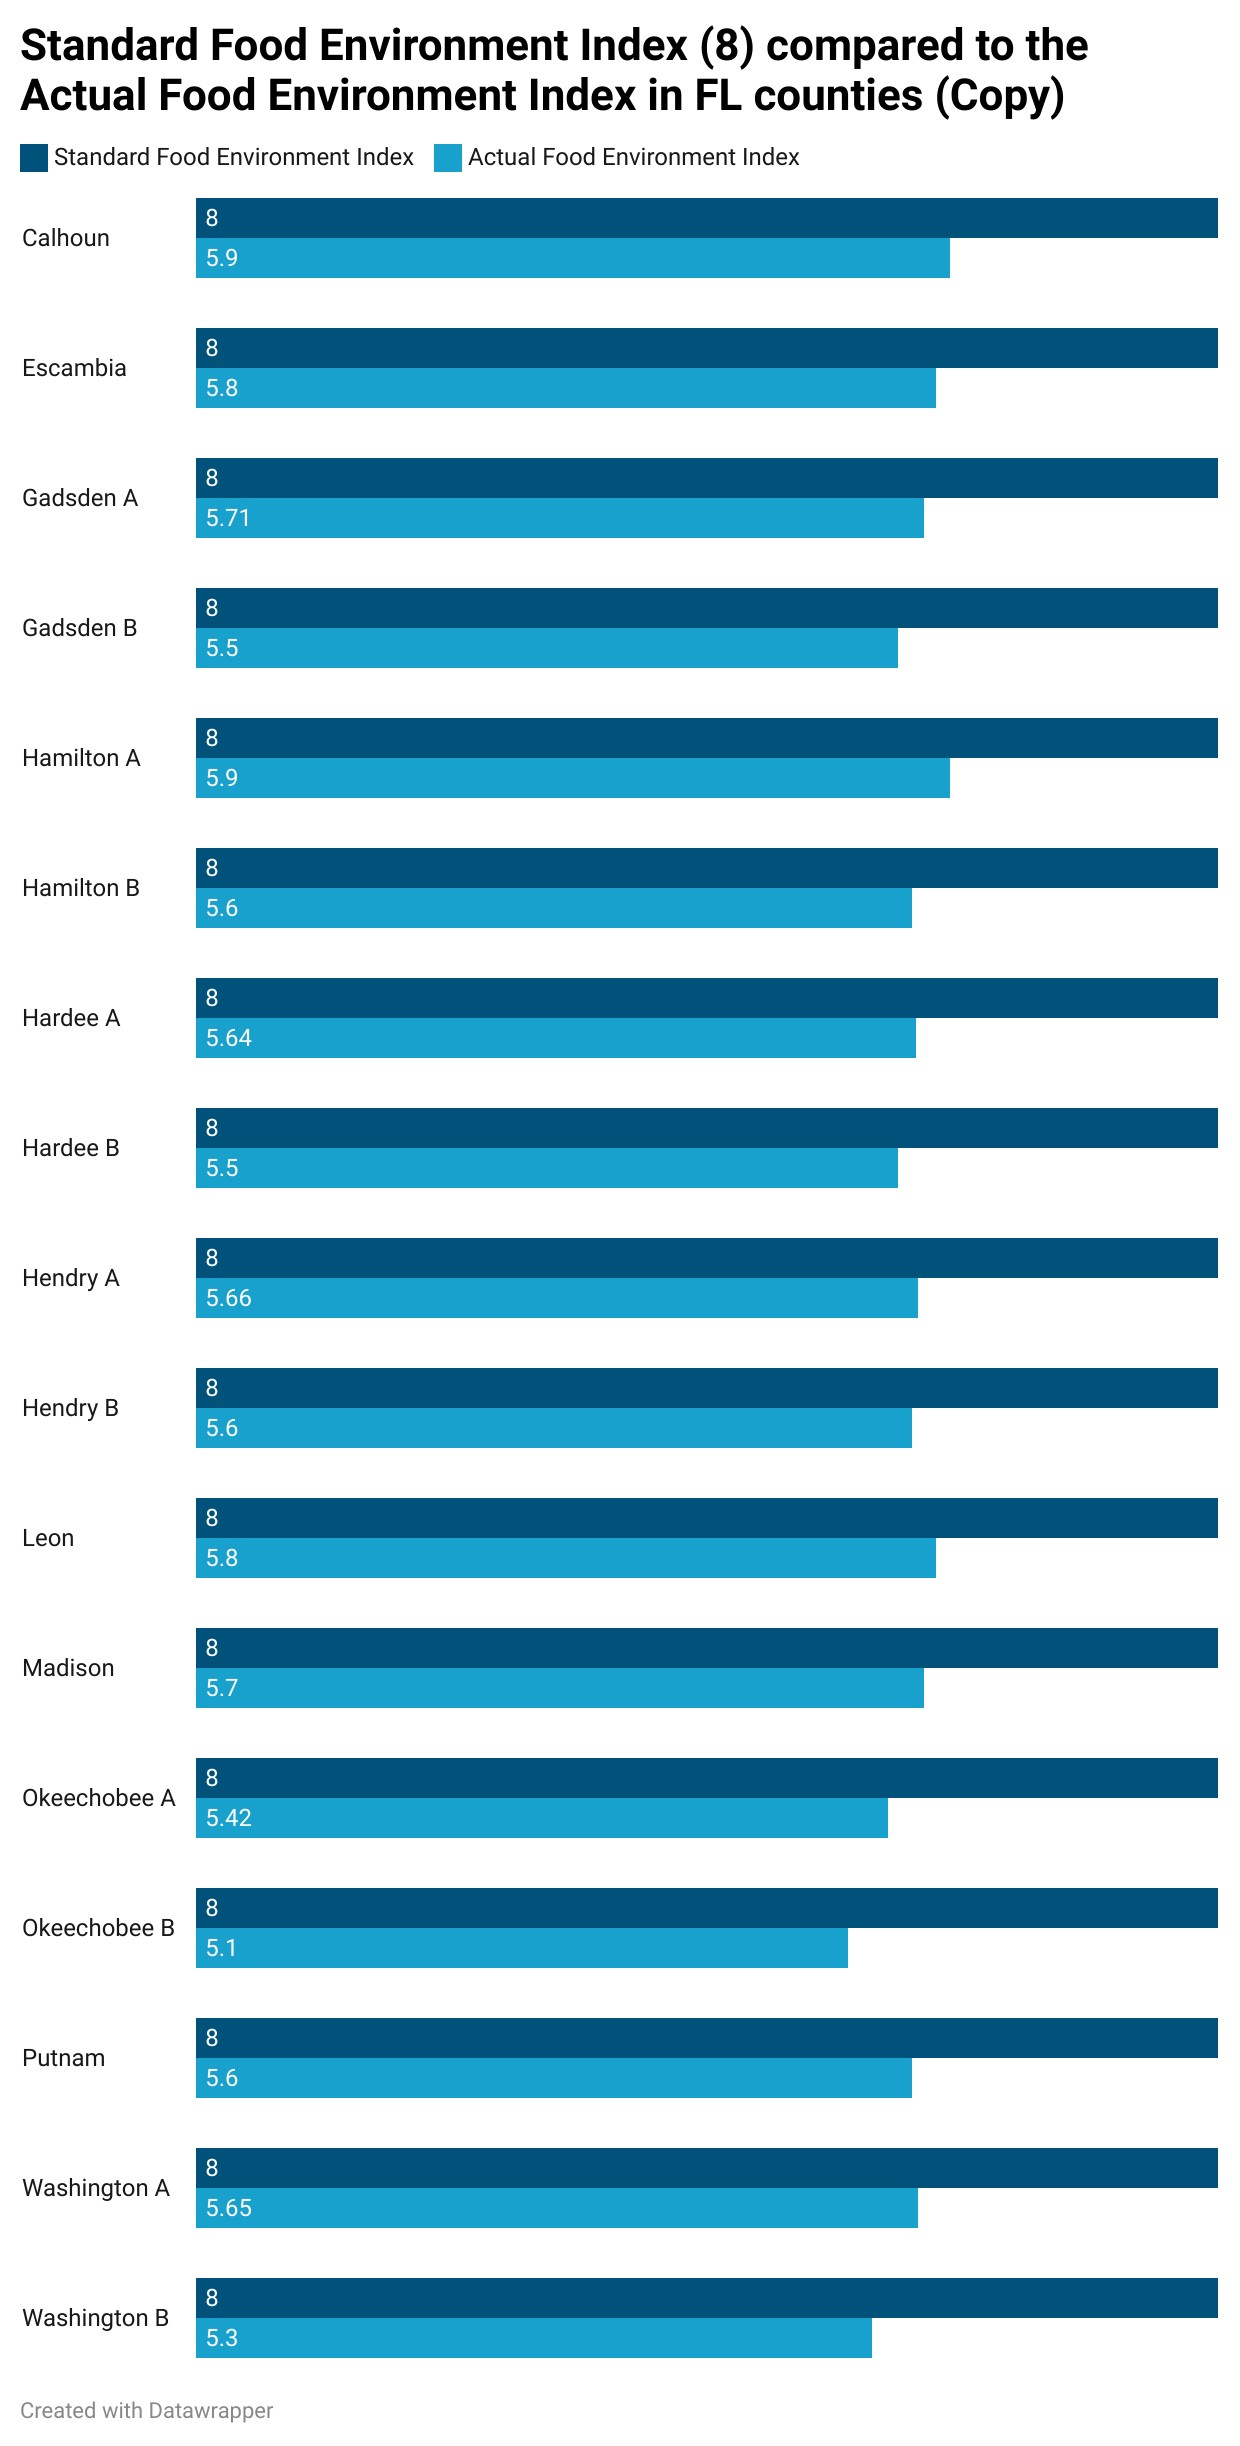 Standard Food Environment Index (8) compared to the
Actual Food Environment Index in FL counties (Copy)
Standard Food Environment Index Actual Food Environment Index
Calhoun
8
5.9
Escambia
8
5.8
Gadsden A
8
5.71
Gadsden B
8
5.5
Hamilton A
8
5.9
Hamilton B
8
5.6
Hardee A
8
5.64
Hardee B
8
5.5
Hendry A
8
5.66
Hendry B
8
5.6
Leon
8
5.8
Madison
8
5.7
Okeechobee A
8
5.42
Okeechobee B
8
5.1
Putnam
8
5.6
Washington A
8
5.65
Washington B
8
5.3
Created with Datawrapper